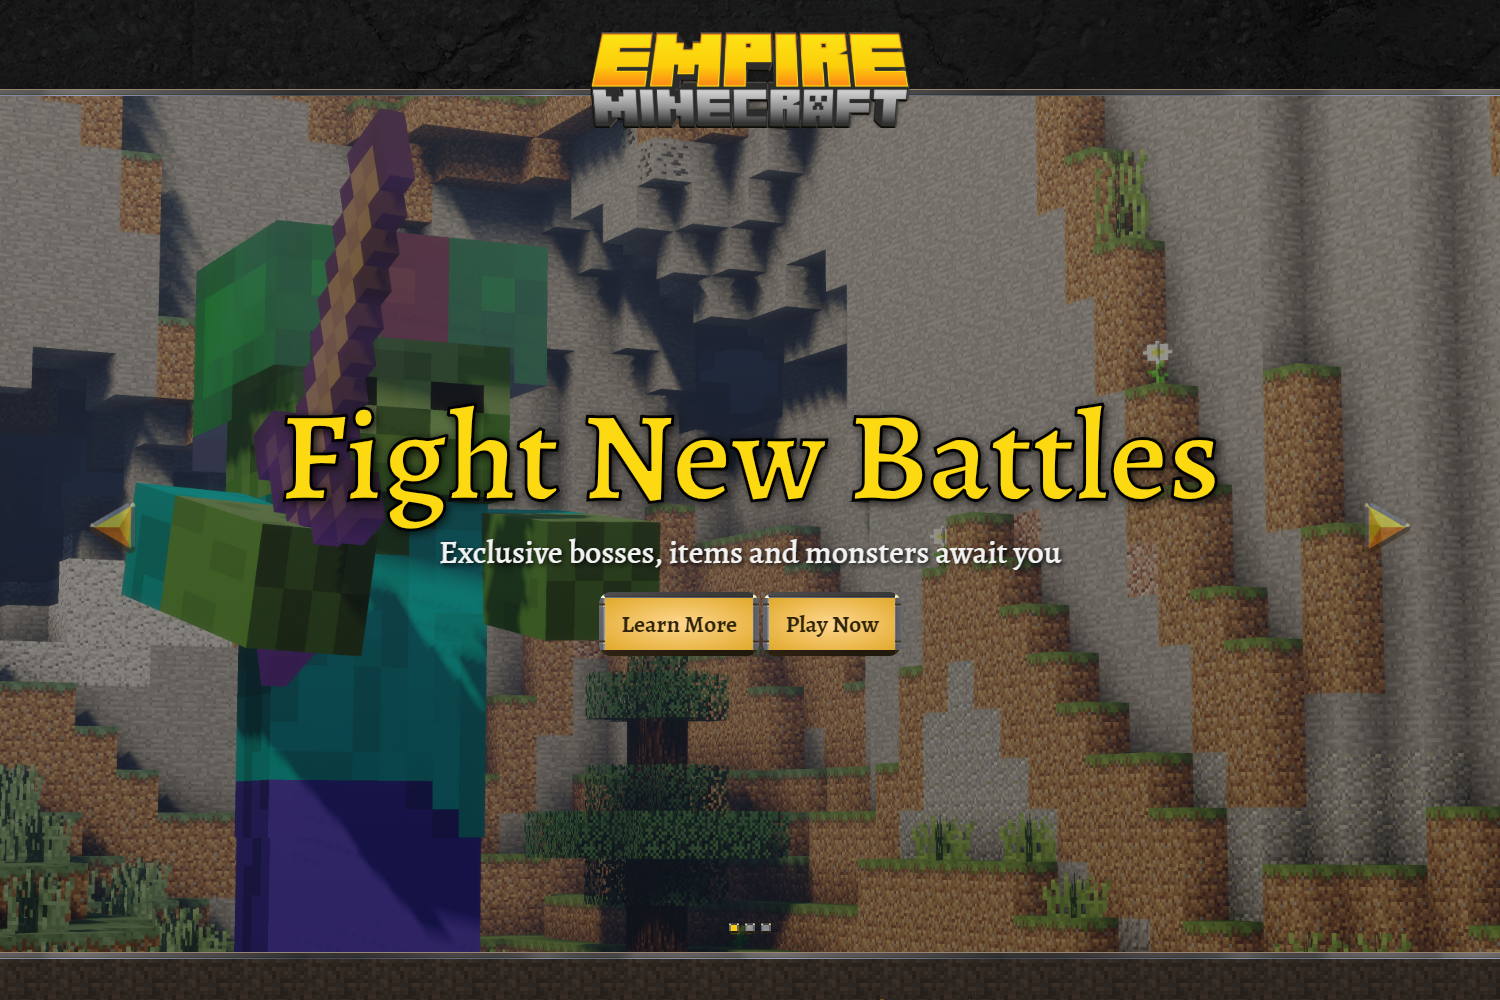 EMPIRE
MINECRAFT
Fight New Battles
Exclusive bosses, items and monsters await you
Learn More
Play Now